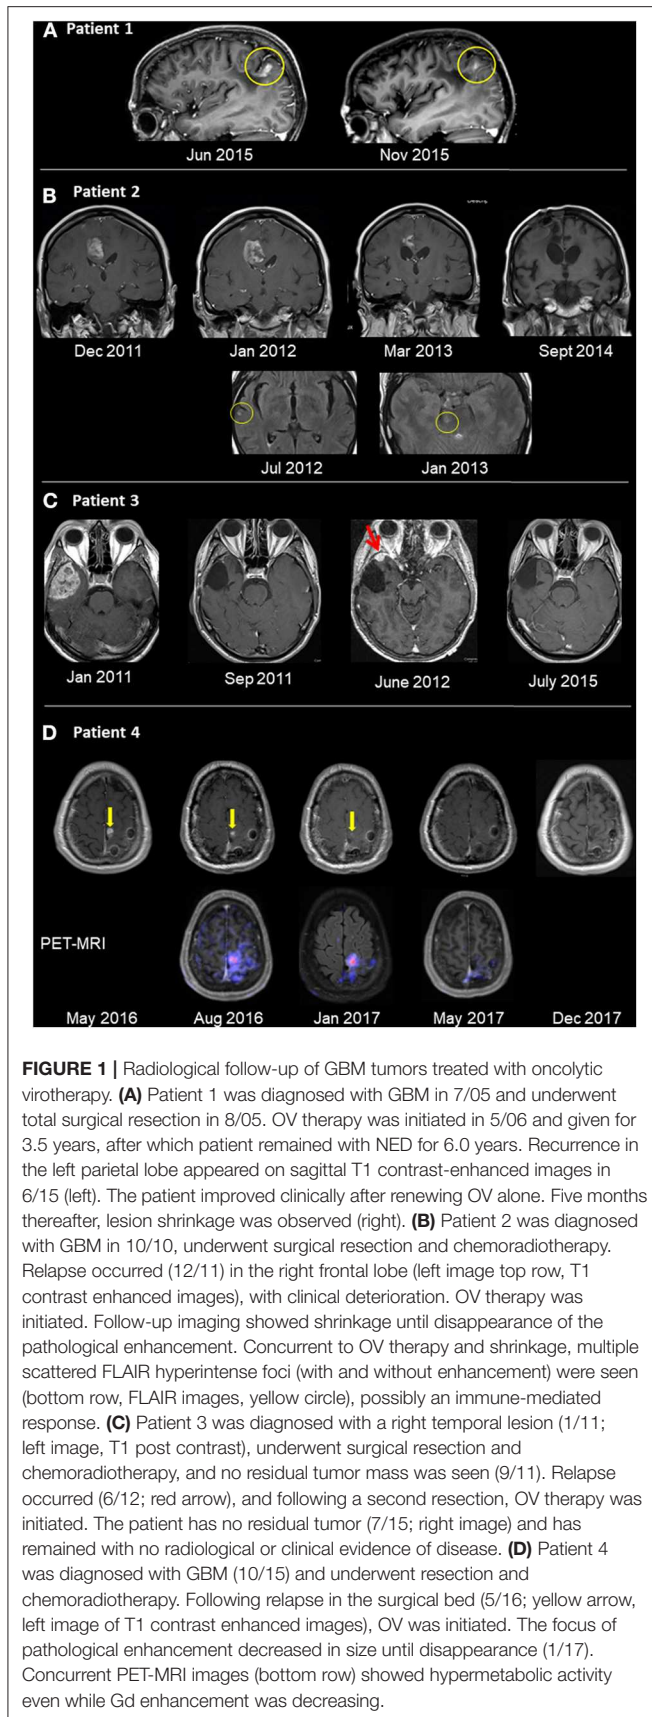 A Patient 1
Jun 2015 Nov 2015
B Patient 2
Dec 2011 Jan 2012 Mar 2013 Sept 2014
Jul 2012 Jan 2013
C Patient 3
Jan 2011 Sep 2011 June 2012 July 2015
D Patient 4
PET-MRI
May 2016 Aug 2016 Jan 2017 May 2017 Dec 2017
FIGURE 1 | Radiological follow-up of GBM tumors treated with oncolytic
virotherapy. (A) Patient 1 was diagnosed with GBM in 7/05 and underwent
total surgical resection in 8/05. OV therapy was initiated in 5/06 and given for
3.5 years, after which patient remained with NED for 6.0 years. Recurrence in
the left parietal lobe appeared on sagittal T1 contrast-enhanced images in
6/15 (left). The patient improved clinically after renewing OV alone. Five months
thereafter, lesion shrinkage was observed (right). (B) Patient 2 was diagnosed
with GBM in 10/10, underwent surgical resection and chemoradiotherapy.
Relapse occurred (12/11) in the right frontal lobe (left image top row, T1
contrast enhanced images), with clinical deterioration. OV therapy was
initiated. Follow-up imaging showed shrinkage until disappearance of the
pathological enhancement. Concurrent to OV therapy and shrinkage, multiple
scattered FLAIR hyperintense foci (with and without enhancement) were seen
(bottom row, FLAIR images, yellow circle), possibly an immune-mediated
response. (C) Patient 3 was diagnosed with a right temporal lesion (1/11;
left image, T1 post contrast), underwent surgical resection and
chemoradiotherapy, and no residual tumor mass was seen (9/11). Relapse
occurred (6/12; red arrow), and following a second resection, OV therapy was
initiated. The patient has no residual tumor (7/15; right image) and has
remained with no radiological or clinical evidence of disease. (D) Patient 4
was diagnosed with GBM (10/15) and underwent resection and
chemoradiotherapy. Following relapse in the surgical bed (5/16; yellow arrow,
left image of T1 contrast enhanced images), OV was initiated. The focus of
pathological enhancement decreased in size until disappearance (1/17).
Concurrent PET-MRI images (bottom row) showed hypermetabolic activity
even while Gd enhancement was decreasing.